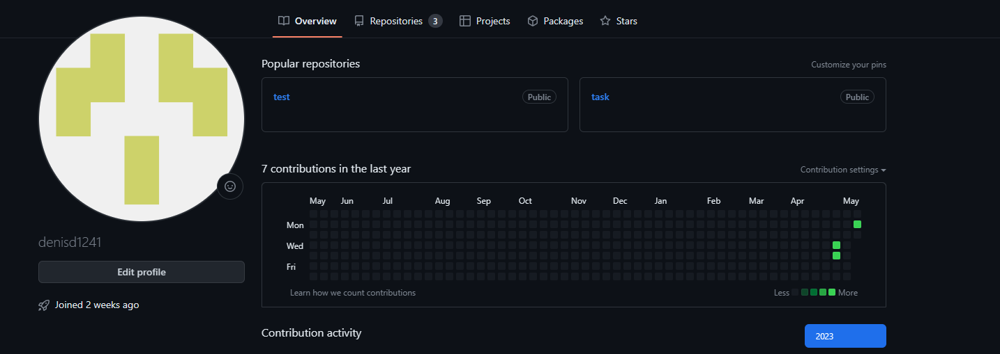 Overview Repositories 3 Projects Packages Stars
Popular repositories Customize your pins
test Public task Public
7 contributions in the last year Contribution settings
May Jun Jul Aug Sep Oct Nov Dec Jan Feb Mar Apr May
Mon
Wed
Fri
Learn how we count contributions Less More
denisd1241
Edit profile
Joined 2 weeks ago
Contribution activity 2023